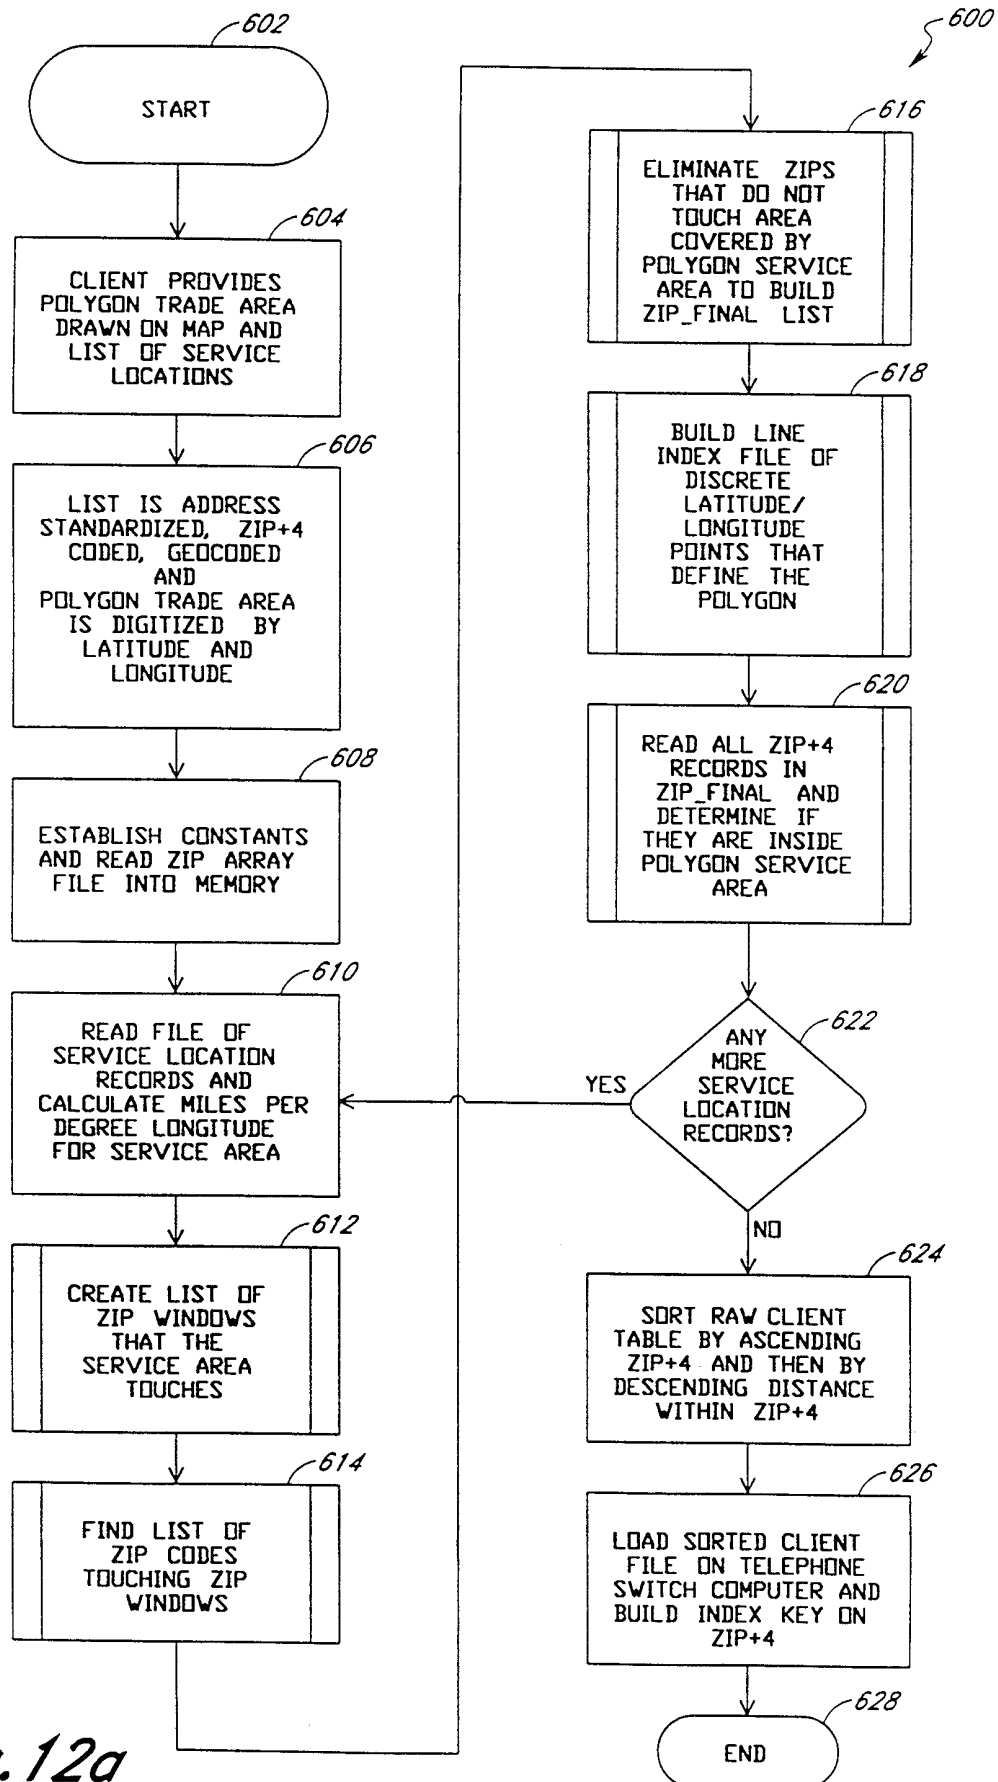 600
602
START
604
CLIENT PROVIDES
POLYGON TRADE AREA
DRAWN ON MAP AND
LIST OF SERVICE
LOCATIONS
606
LIST IS ADDRESS
STANDARDIZED, ZIP+4
CODED, GEOCODED
AND
POLYGON TRADE AREA
IS DIGITIZED BY
LATITUDE AND
LONGITUDE
608
ESTABLISH CONSTANTS
AND READ ZIP ARRAY
FILE INTO MEMORY
610
READ FILE OF
SERVICE LOCATION
RECORDS AND
CALCULATE MILES PER
DEGREE LONGITUDE
FOR SERVICE AREA
612
CREATE LIST OF
ZIP WINDOWS
THAT THE
SERVICE AREA
TOUCHES
614
FIND LIST OF
ZIP CODES
TOUCHING ZIP
WINDOWS
616
ELIMINATE ZIPS
THAT DO NOT
TOUCH AREA
COVERED BY
POLYGON SERVICE
AREA TO BUILD
ZIP_FINAL LIST
618
BUILD LINE
INDEX FILE OF
DISCRETE
LATITUDE/
LONGITUDE
POINTS THAT
DEFINE THE
POLYGON
620
READ ALL ZIP+4
RECORDS IN
ZIP_FINAL AND
DETERMINE IF
THEY ARE INSIDE
POLYGON SERVICE
AREA
622
ANY
MORE
SERVICE
LOCATION
RECORDS?
YES
NO
624
SORT RAW CLIENT
TABLE BY ASCENDING
ZIP+4 AND THEN BY
DESCENDING DISTANCE
WITHIN ZIP+4
626
LOAD SORTED CLIENT
FILE ON TELEPHONE
SWITCH COMPUTER AND
BUILD INDEX KEY ON
ZIP+4
628
END
.12a